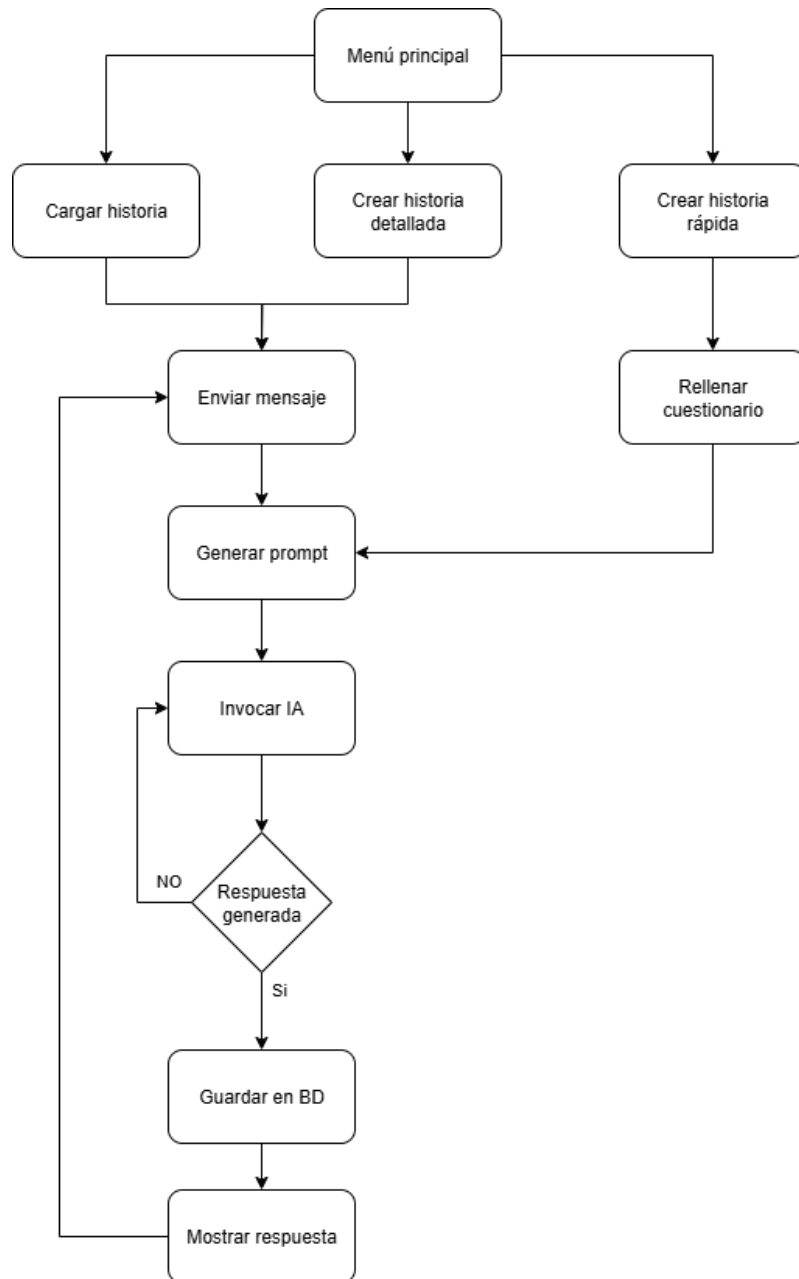 Menú principal
Cargar historia
Crear historia
detallada
Crear historia
rápida
Enviar mensaje
Rellenar
cuestionario
Generar prompt
Invocar IA
NO
Respuesta
generada
Si
Guardar en BD
Mostrar respuesta